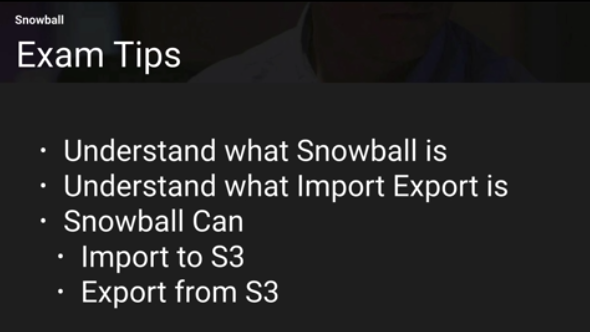 Snowball
Exam Tips
• Understand what Snowball is
• Understand what Import Export is
• Snowball Can
• Import to S3
• Export from S3